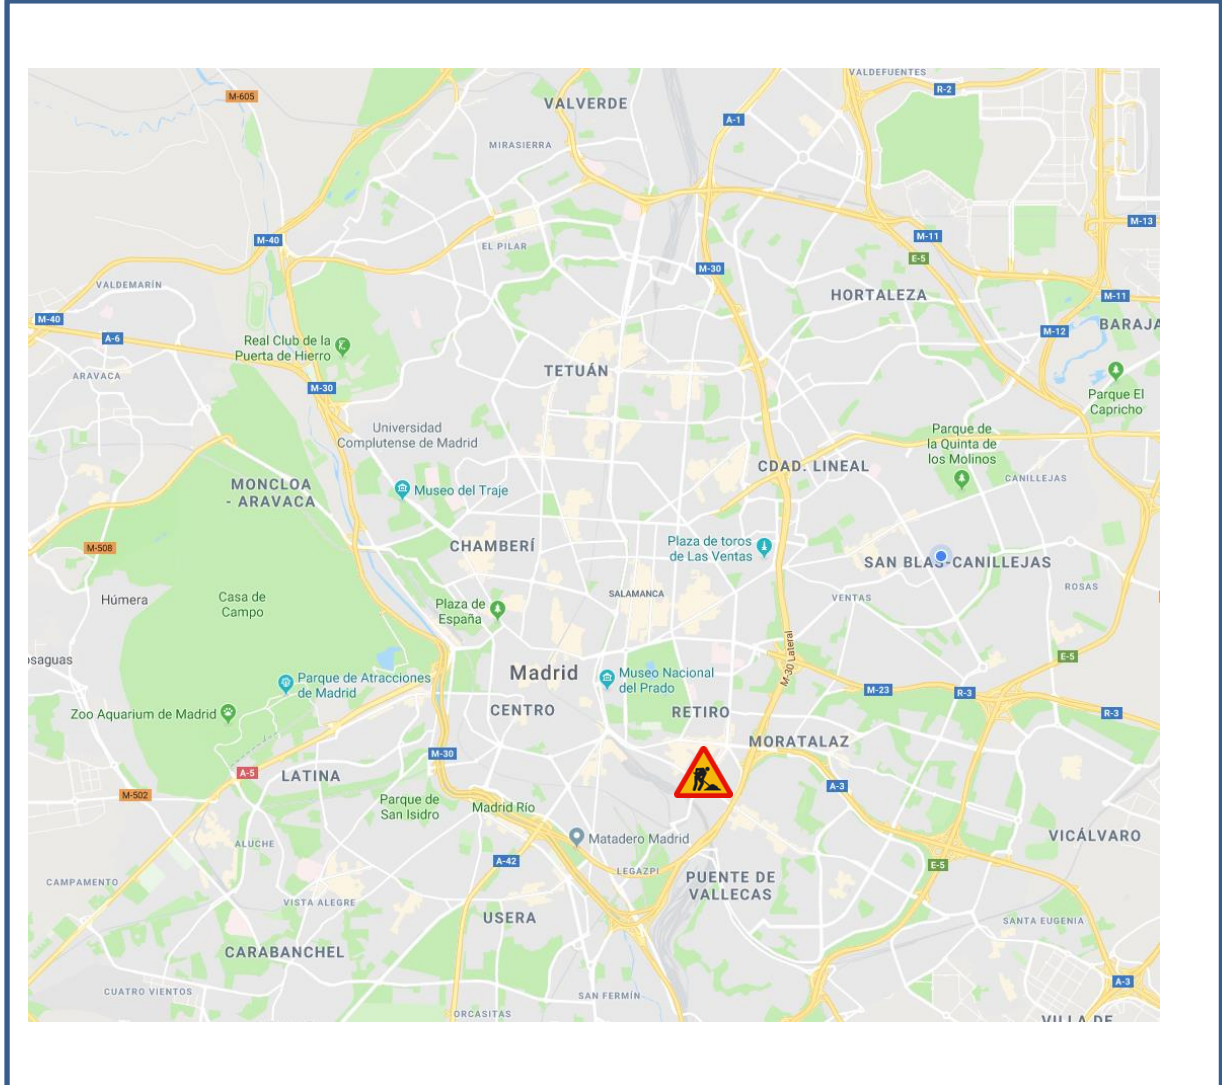 VALDEFUENTES
M-605
R-2
VALVERDE
A-1
MIRASIERRA
M-13
M-40
EL PILAR
M-11
E-5
M-30
VALDEMARÍN
HORTALEZA
M-11
M-40
A-6
M-12
BARAJA
Real Club de la
Puerta de Hierro
TETUÁN
ARAVACA
M-30
Parque El
Capricho
Universidad
Complutense de Madrid
Parque de
la Quinta de
los Molinos
CDAD. LINEAL
CANILLEJAS
MONCLOA
- ARAVACA
Museo del Traje
M-508
CHAMBERÍ
Plaza de toros
de Las Ventas
SAN BLAS-CANILLEJAS
ROSAS
Húmera
Casa de
Campo
Plaza de
España
SALAMANCA
VENTAS
osaguas
M-30 Lateral
E-5
Madrid
Museo Nacional
del Prado
Parque de Atracciones
de Madrid
M-23
R-3
Zoo Aquarium de Madrid
CENTRO
RETIRO
R-3
MORATALAZ
M-30
A-5
LATINA
A-3
M-502
Parque de
San Isidro
Madrid Río
Matadero Madrid
VICÁLVARO
ALUCHE
A-42
LEGAZPI
E-5
CAMPAMENTO
PUENTE DE
VALLECAS
VISTA ALEGRE
USERA
SANTA EUGENIA
CARABANCHEL
A-3
CUATRO VIENTOS
SAN FERMÍN
ORCASITAS
VILLA DE